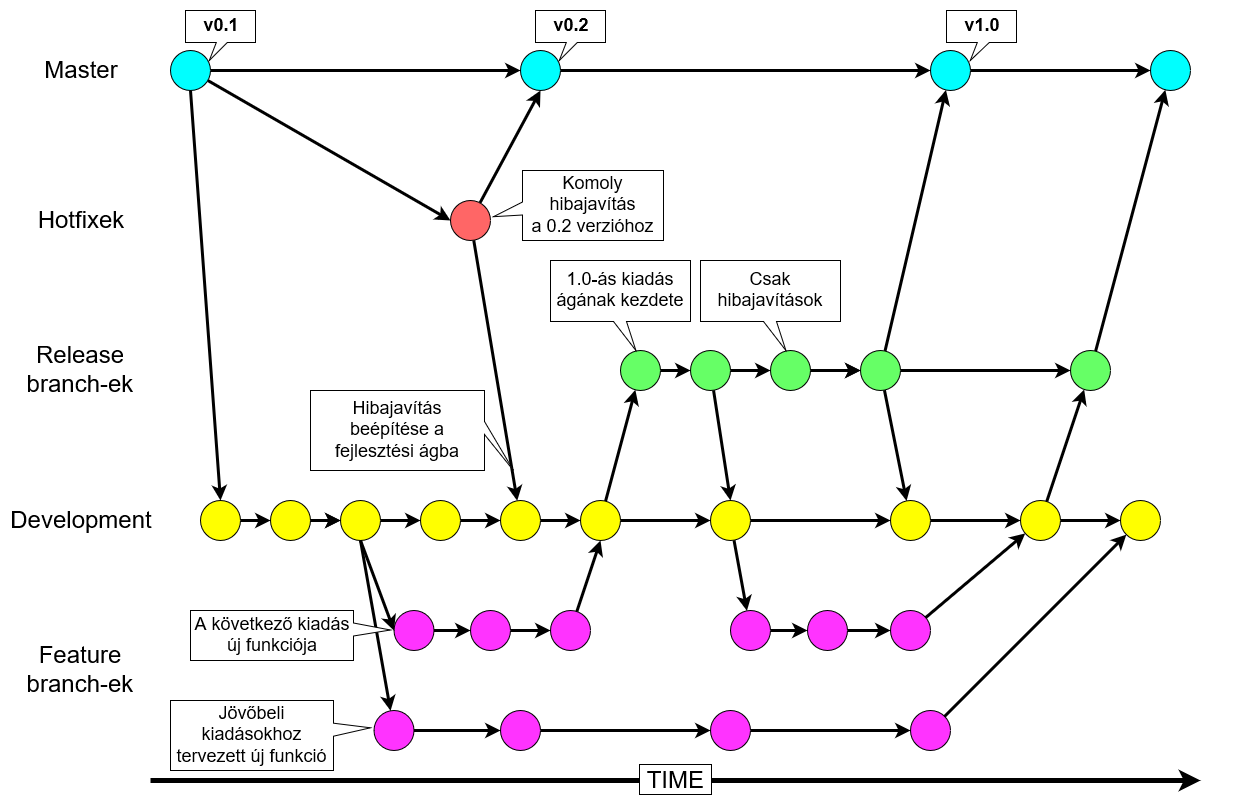 v0.1
v0.2
v1.0
Master
Komoly
hibajavítás
a 0.2 verzióhoz
Hotfixek
1.0-ás kiadás
ágának kezdete
Csak
hibajavítások
Release
branch-ek
Hibajavítás
beépítése a
fejlesztési ágba
Development
A következő kiadás
új funkciója
Feature
branch-ek
Jövőbeli
kiadásokhoz
tervezett új funkció
TIME